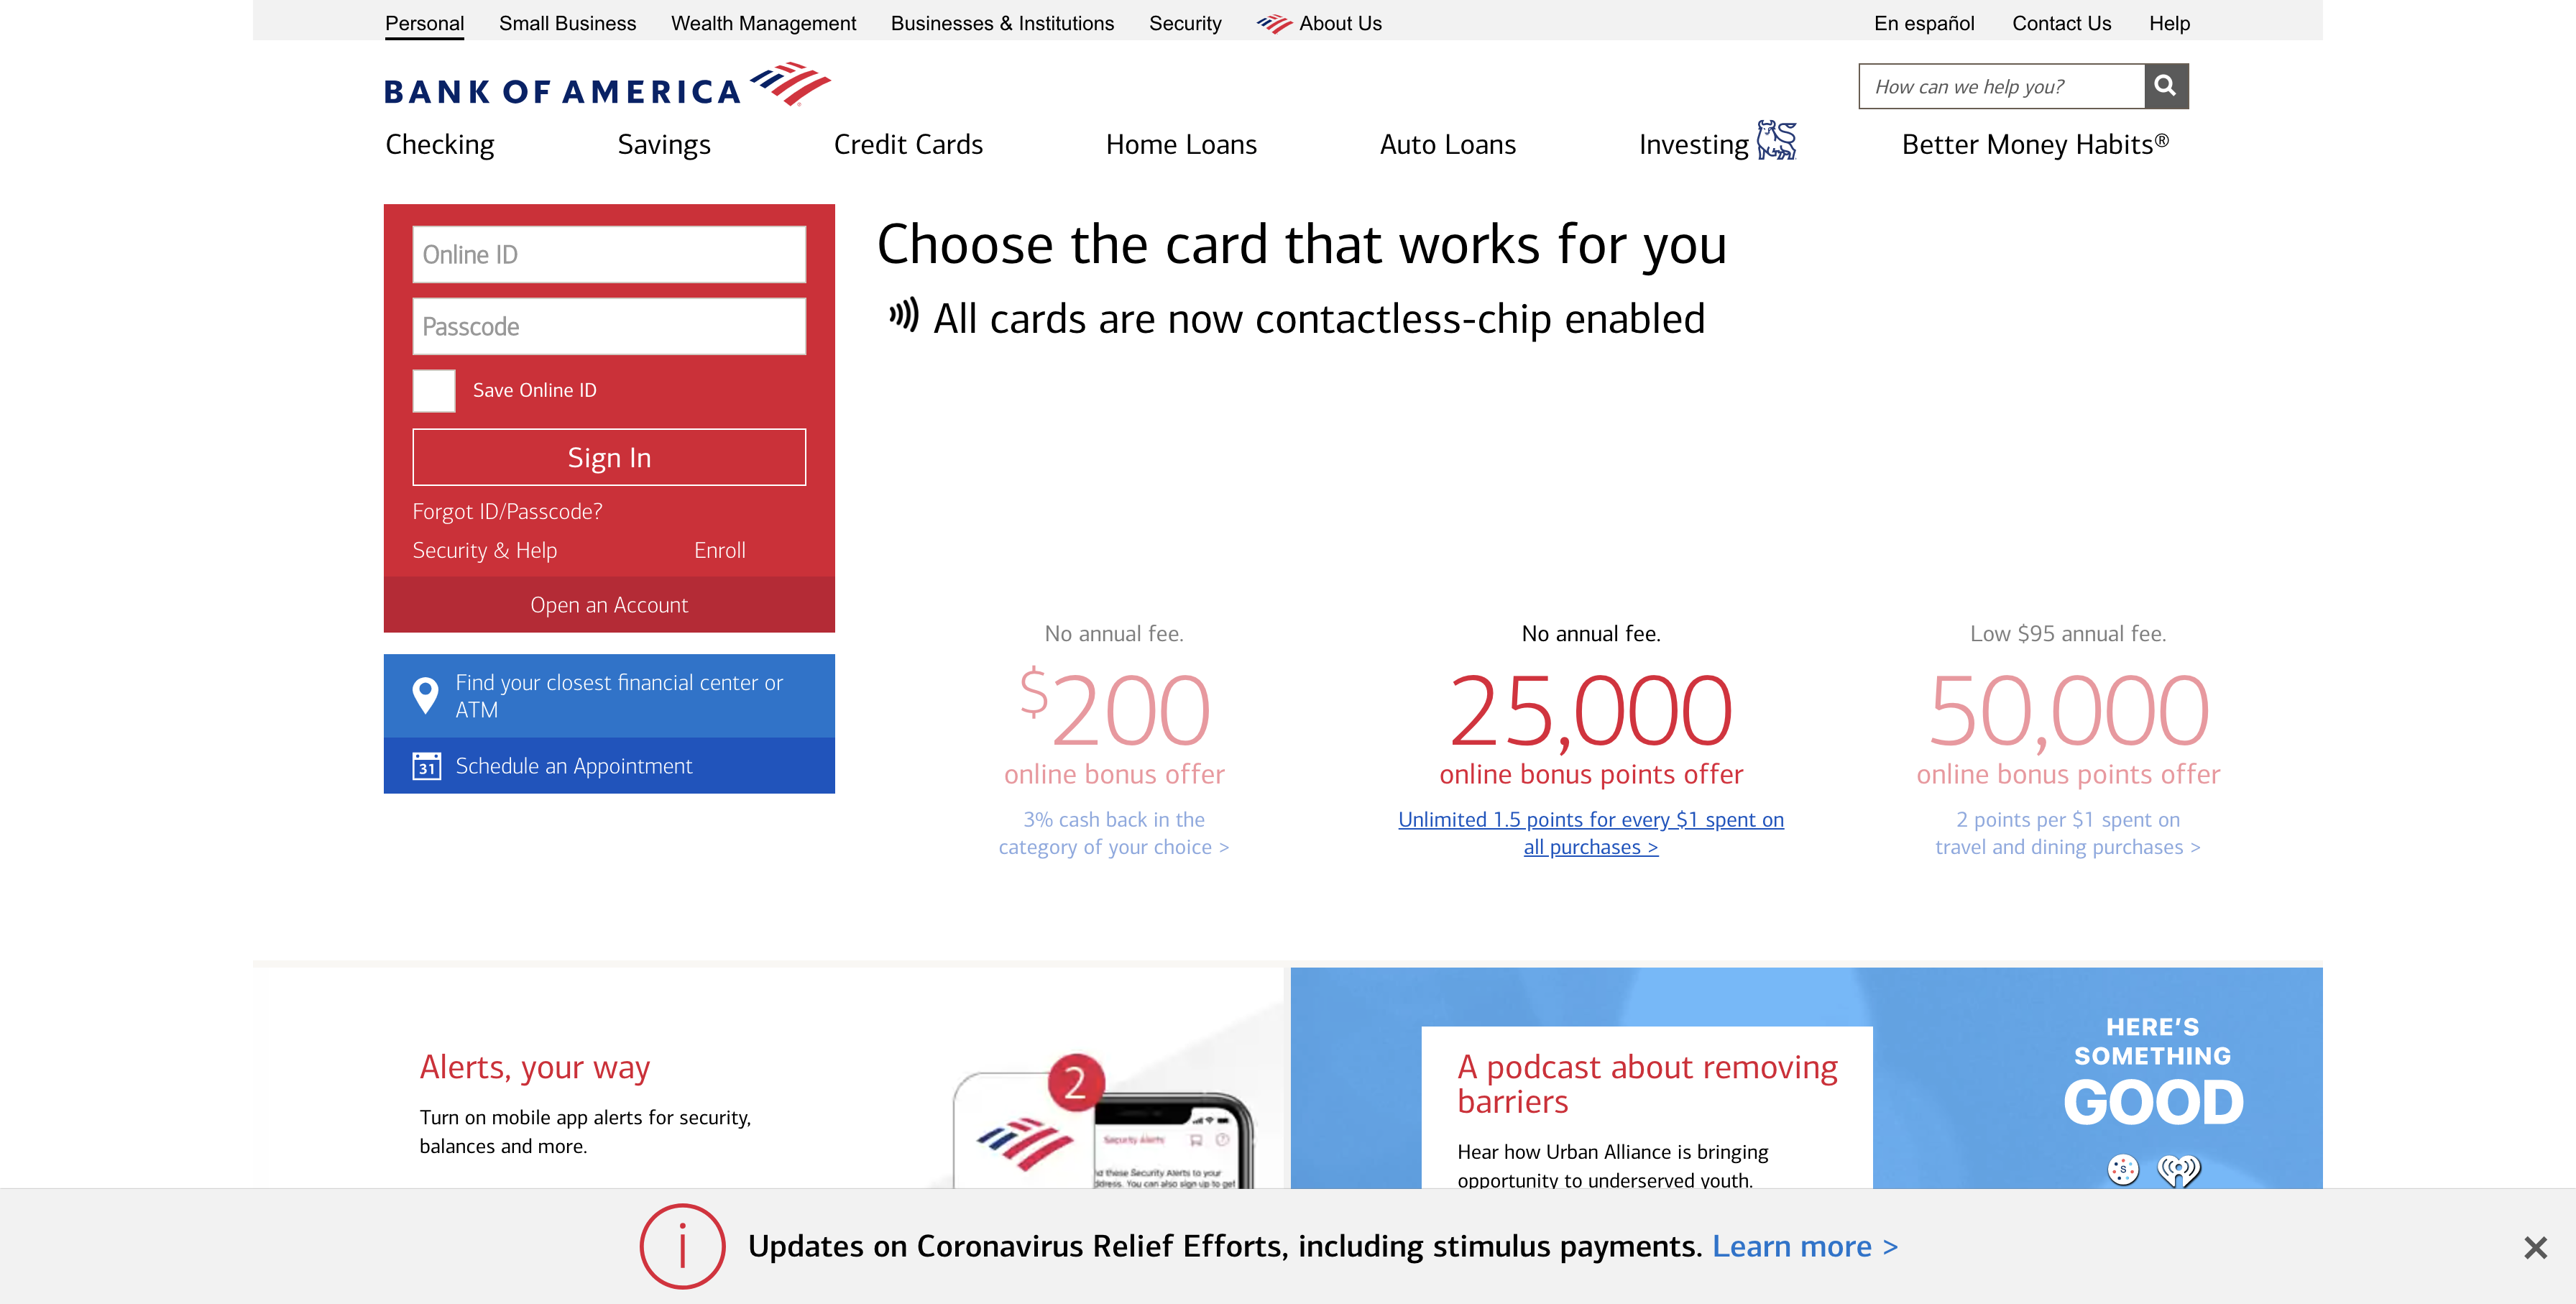 Personal Small Business Wealth Management Businesses & Institutions Security About Us En español Contact Us Help
BANK OF AMERICA
How can we help you?
Checking Savings Credit Cards Home Loans Auto Loans Investing Better Money Habits®
Online ID
Passcode
Save Online ID
Sign In
Forgot ID/Passcode?
Security & Help Enroll
Open an Account
Find your closest financial center or
ATM
31 Schedule an Appointment
Choose the card that works for you
All cards are now contactless-chip enabled
No annual fee.
$200
online bonus offer
3% cash back in the
category of your choice >
No annual fee.
25,000
online bonus points offer
Unlimited 1.5 points for every $1 spent on
all purchases >
Low $95 annual fee.
50,000
online bonus points offer
2 points per $1 spent on
travel and dining purchases >
Alerts, your way
Turn on mobile app alerts for security,
balances and more.
2
Security Alerts
these Security Alerts to your
You can also sign up to get
A podcast about removing
barriers
Hear how Urban Alliance is bringing
opportunity to underserved youth.
HERE'S
SOMETHING
GOOD
Updates on Coronavirus Relief Efforts, including stimulus payments. Learn more >